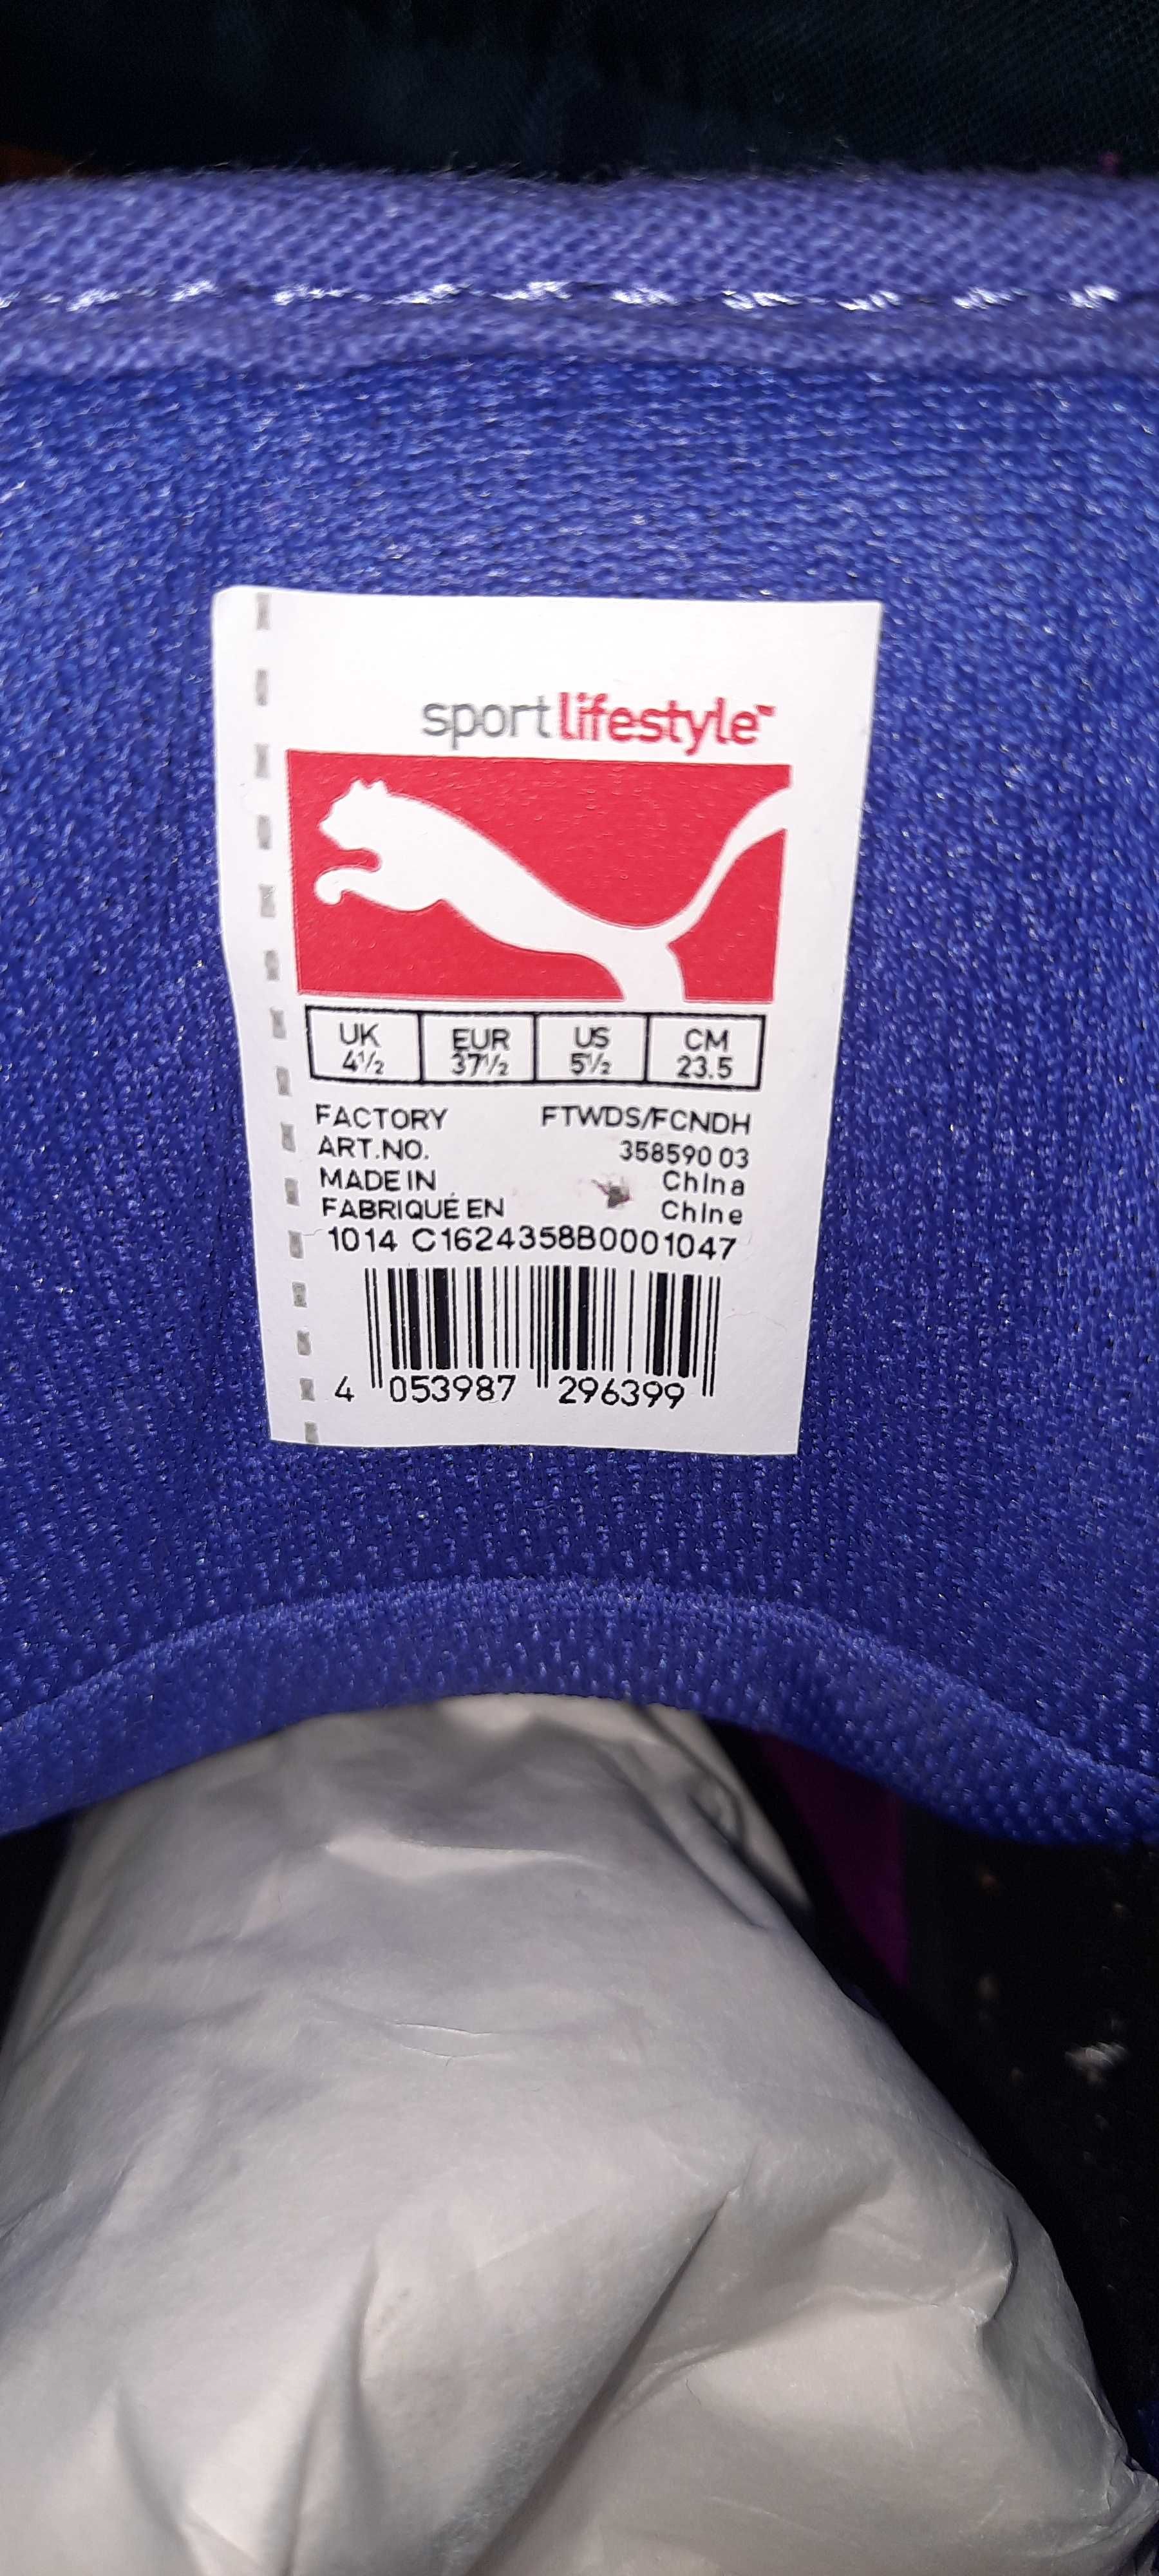 sportlifestyle™
UK EUR US CM
4½ 37½ 5½ 23.5
FACTORY FTWDS/FCNDH
ART.NO. 358590 03
MADE IN China
FABRIQUÉ EN Chine
1014 C1624358B0001047
4 053987 296399